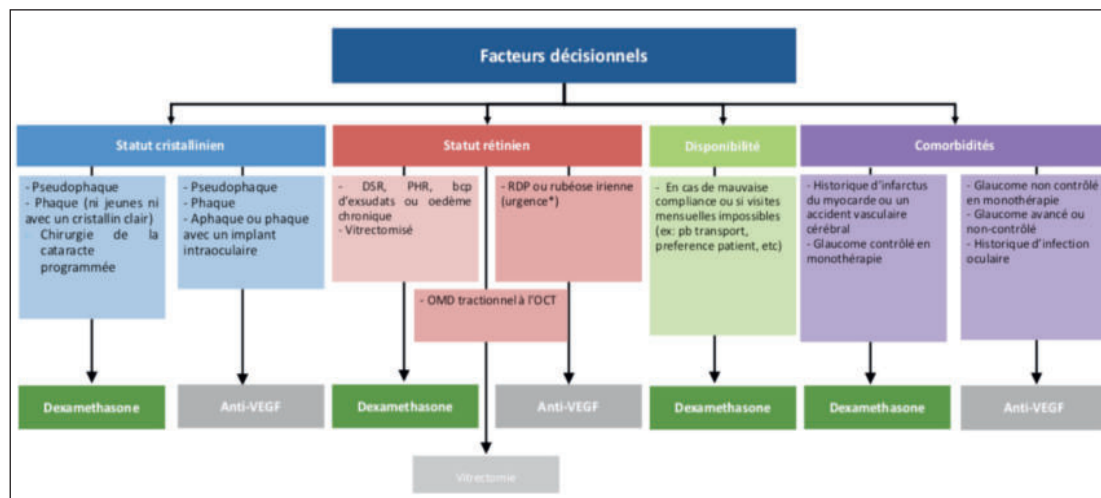 Facteurs décisionnels
Statut cristallinien
- Pseudophaque
- Phaque (ni jeunes ni
avec un cristallin clair)
Chirurgie de la
cataracte
programmée
- Pseudophaque
- Phaque
- Aphaque ou phaque
avec un implant
intraoculaire
Dexamethasone
Anti-VEGF
Statut rétinien
- DSR, PHR, bcp
d'exsudats ou oedème
chronique
- Vitrectomisé
- RDP ou rubéose irienne
(urgence*)
- OMD tractionnel à l'OCT
Dexamethasone
Anti-VEGF
Vitrectomie
Disponibilité
- En cas de mauvaise
compliance ou si visites
mensuelles impossibles
(ex: pb transport,
preference patient, etc)
Dexamethasone
Comorbidités
- Historique d'infarctus
du myocarde ou un
accident vasculaire
cérébral
- Glaucome contrôlé en
monothérapie
- Glaucome non contrôlé
en monothérapie
- Glaucome avancé ou
non-contrôlé
- Historique d'infection
oculaire
Dexamethasone
Anti-VEGF